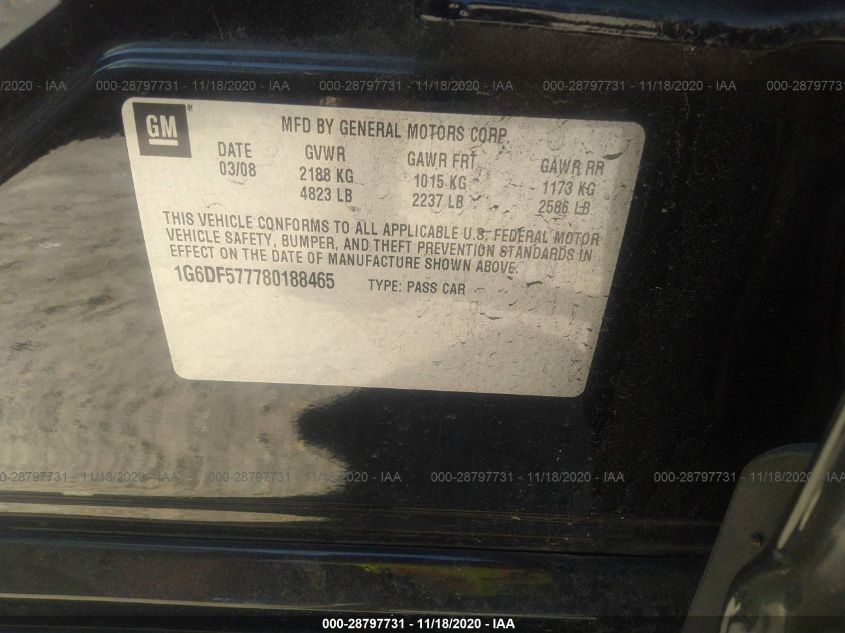 000-28797731 - 11/18/2020 - IAA
GM
MFD BY GENERAL MOTORS CORP.
DATE GVWR GAWR FRT GAWR RR
03/08 2188 KG 1015 KG 1173 KG
4823 LB 2237 LB 2586 LB
THIS VEHICLE CONFORMS TO ALL APPLICABLE U.S. FEDERAL MOTOR
VEHICLE SAFETY, BUMPER, AND THEFT PREVENTION STANDARDS IN
EFFECT ON THE DATE OF MANUFACTURE SHOWN ABOVE.
1G6DF577780188465 TYPE: PASS CAR
000-28797731 - 11/18/2020 - IAA
000-28797731 - 11/18/2020 - IAA